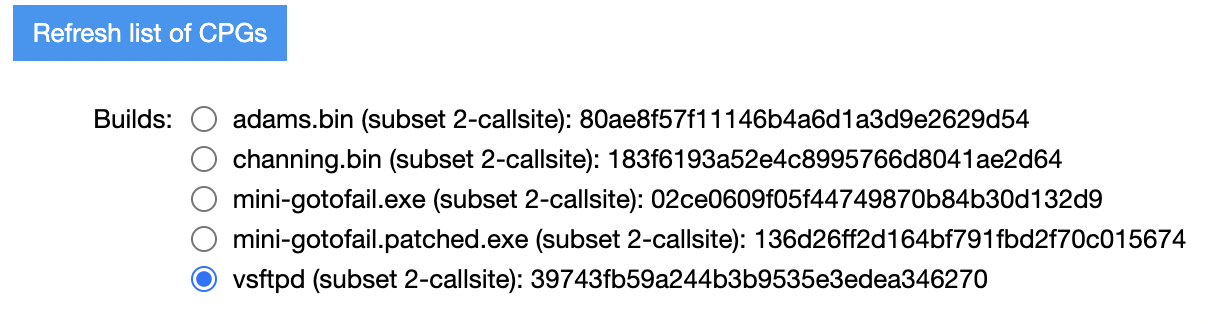 Refresh list of CPGs
Builds:
adams.bin (subset 2-callsite): 80ae8f57f11146b4a6d1a3d9e2629d54
channing.bin (subset 2-callsite): 183f6193a52e4c8995766d8041ae2d64
mini-gotofail.exe (subset 2-callsite): 02ce0609f05f44749870b84b30d132d9
mini-gotofail.patched.exe (subset 2-callsite): 136d26ff2d164bf791fbd2f70c015674
vsftpd (subset 2-callsite): 39743fb59a244b3b9535e3edea346270